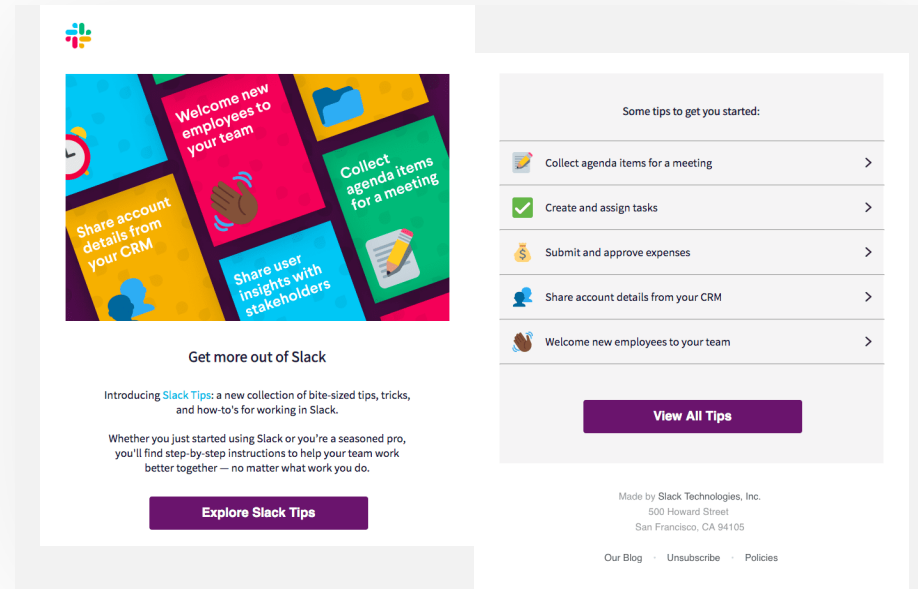 Welcome new
employees to
your team
Collect
agenda items
for a meeting
Share account
details from
your CRM
Share user
insights with
stakeholders
Get more out of Slack
Introducing Slack Tips: a new collection of bite-sized tips, tricks,
and how-to's for working in Slack.
Whether you just started using Slack or you're a seasoned pro,
you'll find step-by-step instructions to help your team work
better together — no matter what work you do.
Explore Slack Tips
Some tips to get you started:
Collect agenda items for a meeting
Create and assign tasks
Submit and approve expenses
Share account details from your CRM
Welcome new employees to your team
View All Tips
Made by Slack Technologies, Inc.
500 Howard Street
San Francisco, CA 94105
Our Blog · Unsubscribe · Policies